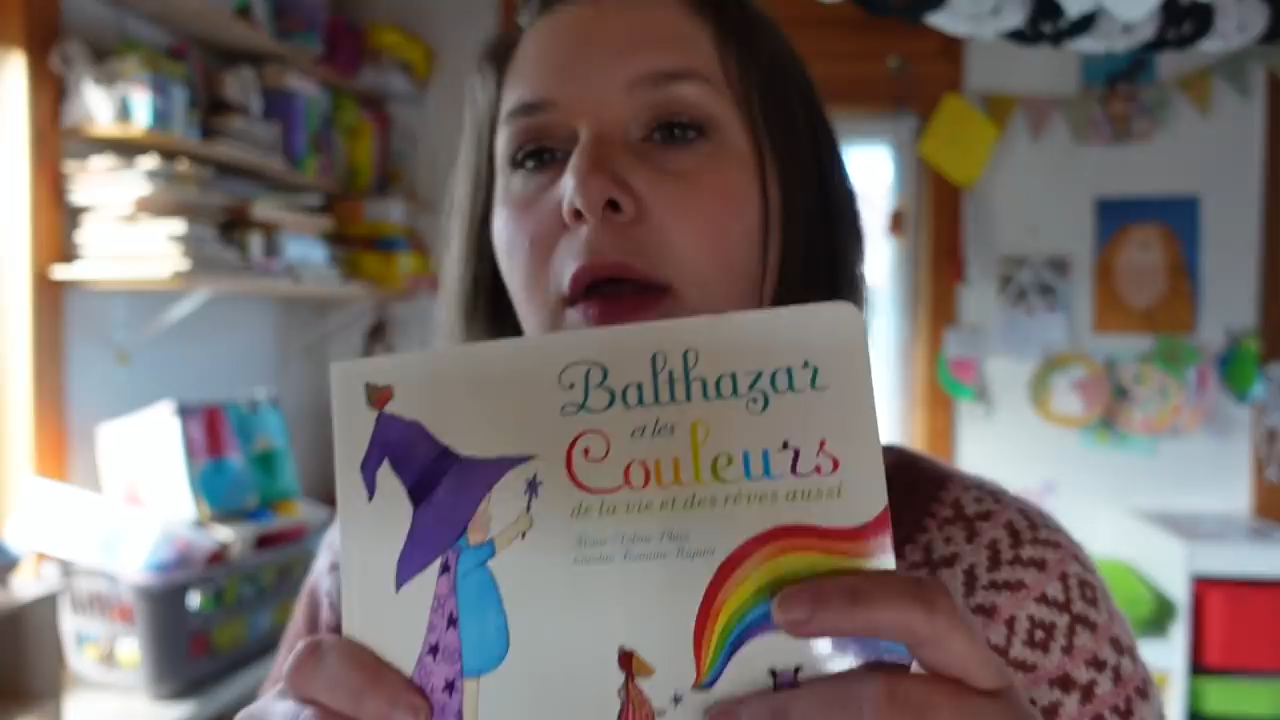 Balthazar
et les
Couleurs
de la vie et des rêves aussi